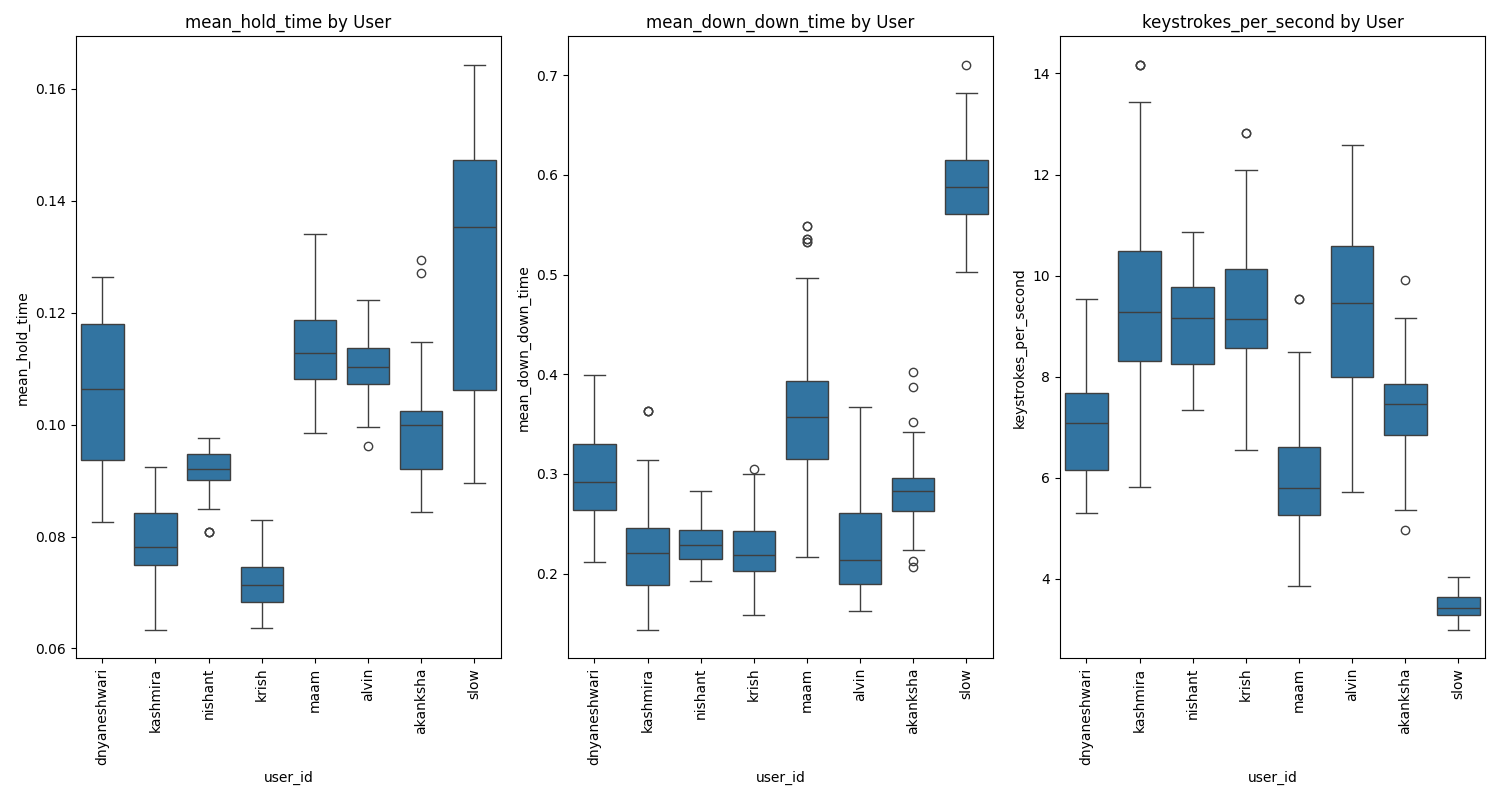 mean_hold_time by User
mean_hold_time
0.16
0.14
0.12
0.10
0.08
0.06
dnyaneshwari
kashmira
nishant
krish
maam
alvin
akanksha
slow
user_id
mean_down_down_time by User
mean_down_down_time
0.7
0.6
0.5
0.4
0.3
0.2
dnyaneshwari
kashmira
nishant
krish
maam
alvin
akanksha
slow
user_id
keystrokes_per_second by User
keystrokes_per_second
14
12
10
8
6
4
dnyaneshwari
kashmira
nishant
krish
maam
alvin
akanksha
slow
user_id